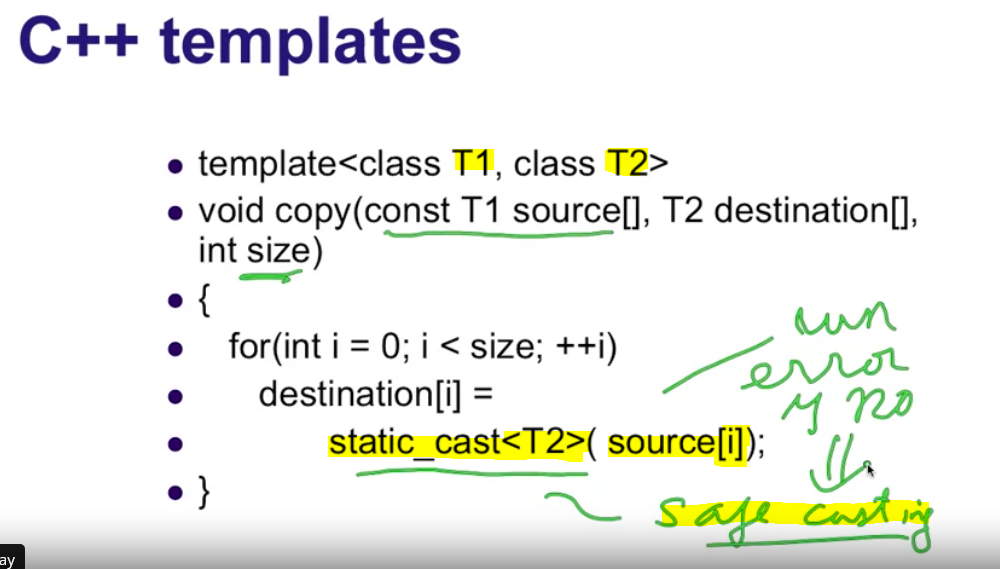 C++ templates
template<class T1, class T2>
void copy(const T1 source[], T2 destination[],
int size)
{
for(int i = 0; i < size; ++i)
destination[i] =
static_cast<T2>( source[i]);
}
run
error
if no
safe casting
ay